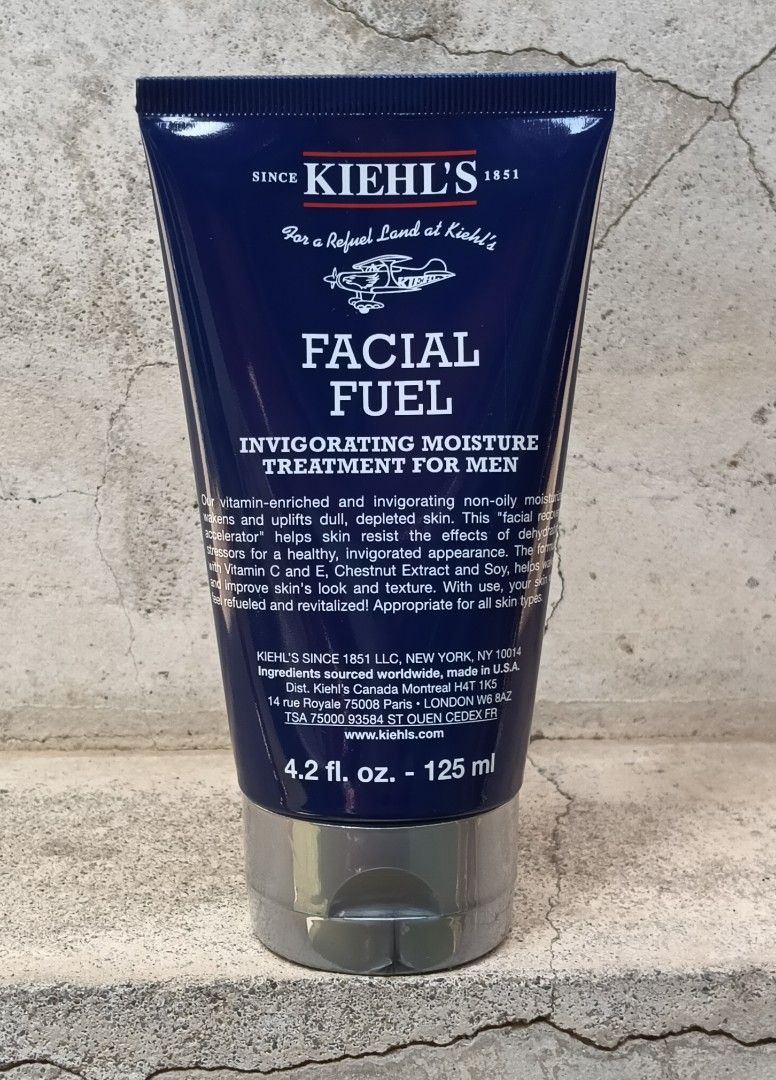 SINCE KIEHL'S 1851
For a Refuel Land at Kiehl's
KIEHL'S
FACIAL
FUEL
INVIGORATING MOISTURE
TREATMENT FOR MEN
Our vitamin-enriched and invigorating non-oily
wakens and uplifts dull, depleted skin. This "facial
accelerator" helps skin resist the effects of
stressors for a healthy, invigorated appearance. The
with Vitamin C and E, Chestnut Extract and Soy, helps
and improve skin's look and texture. With use, your skin
feel refueled and revitalized! Appropriate for all skin types.
KIEHL'S SINCE 1851 LLC, NEW YORK, NY 10014
Ingredients sourced worldwide, made in U.S.A.
Dist. Kiehl's Canada Montreal H4T 1K5
14 rue Royale 75008 Paris • LONDON W6 8AZ
TSA 75000 93584 ST OUEN CEDEX FR
www.kiehls.com
4.2 fl. oz. - 125 ml